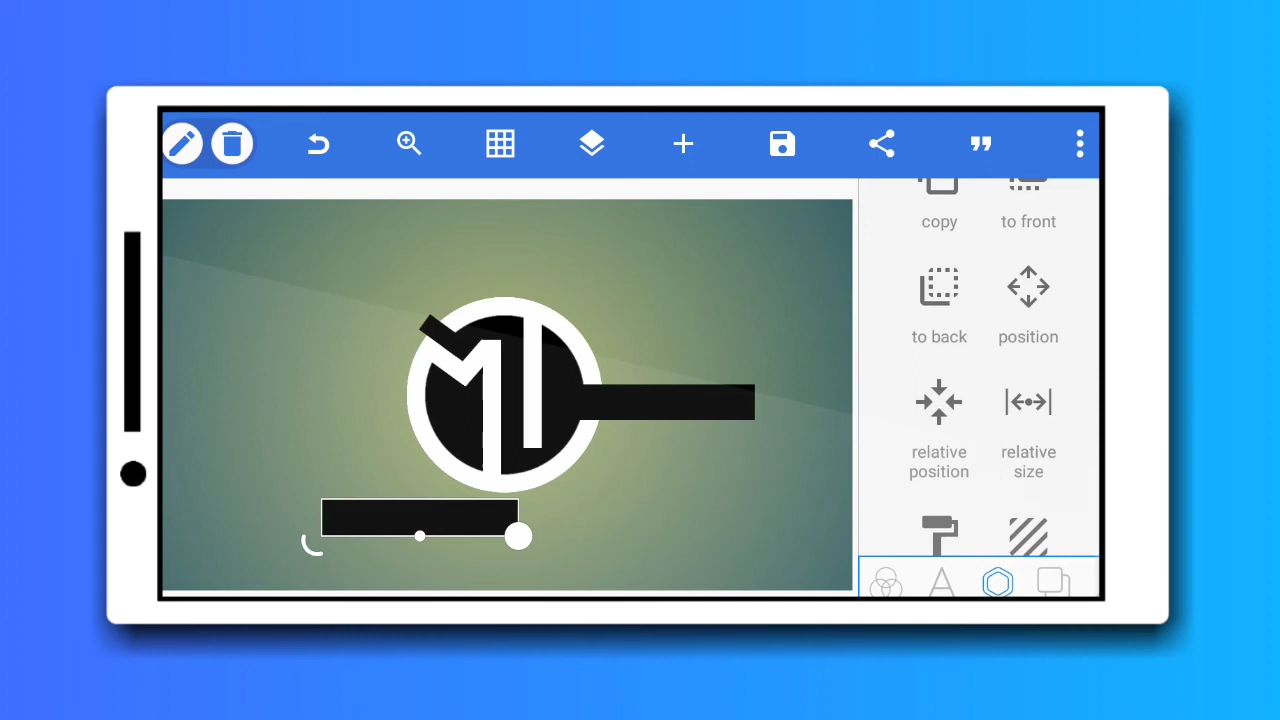 copy
to front
to back
position
relative
position
relative
size